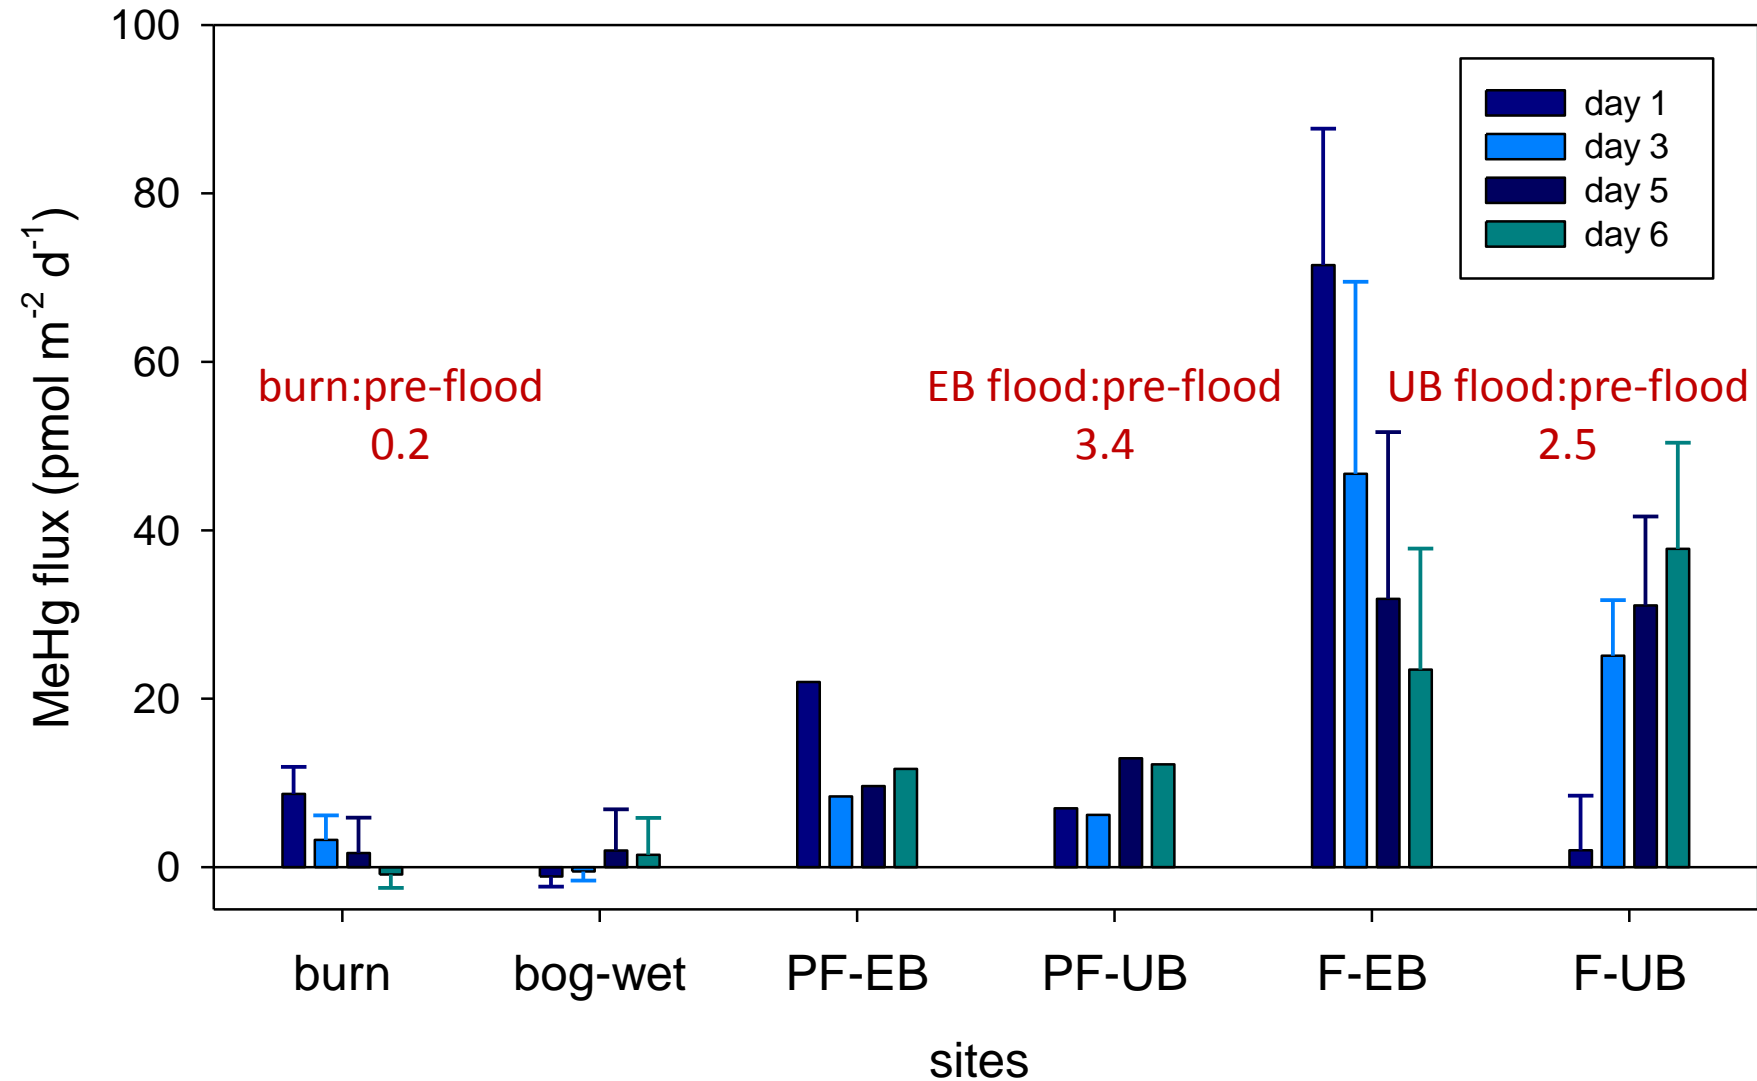 MeHg flux (pmol m-2 d-1)
100
80
60
40
20
0
day 1
day 3
day 5
day 6
burn:pre-flood
0.2
EB flood:pre-flood
3.4
UB flood:pre-flood
2.5
burn
bog-wet
PF-EB
PF-UB
F-EB
F-UB
sites